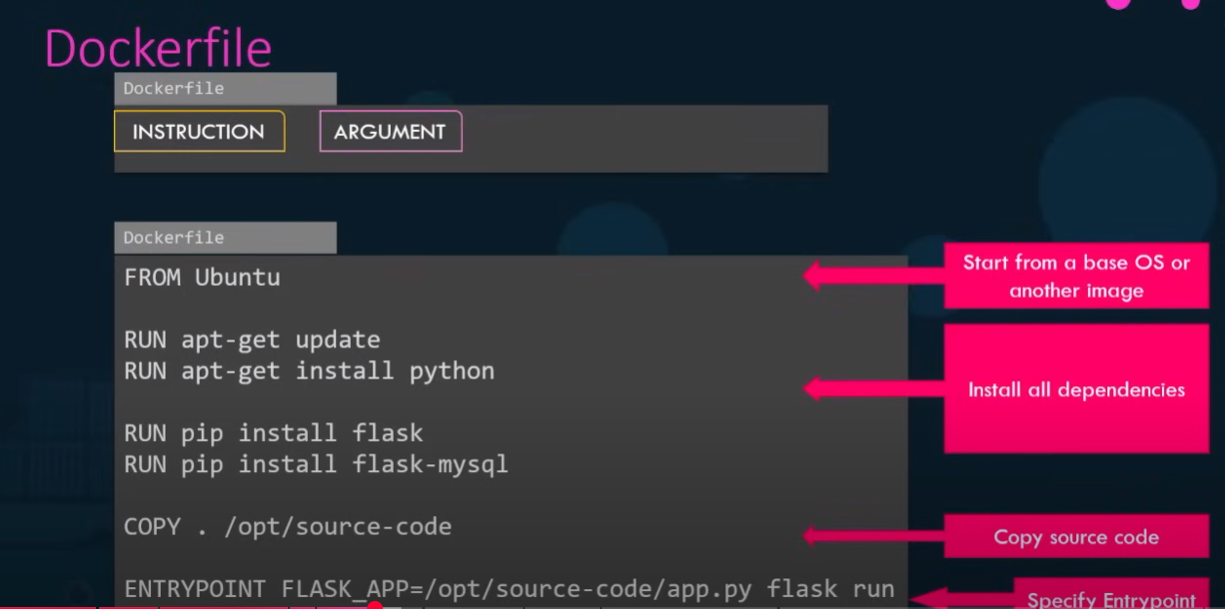 Dockerfile
Dockerfile
INSTRUCTION ARGUMENT
Dockerfile
FROM Ubuntu
Start from a base OS or
another image
RUN apt-get update
RUN apt-get install python
Install all dependencies
RUN pip install flask
RUN pip install flask-mysql
COPY . /opt/source-code
Copy source code
ENTRYPOINT FLASK_APP=/opt/source-code/app.py flask run
Specify Entrypoint